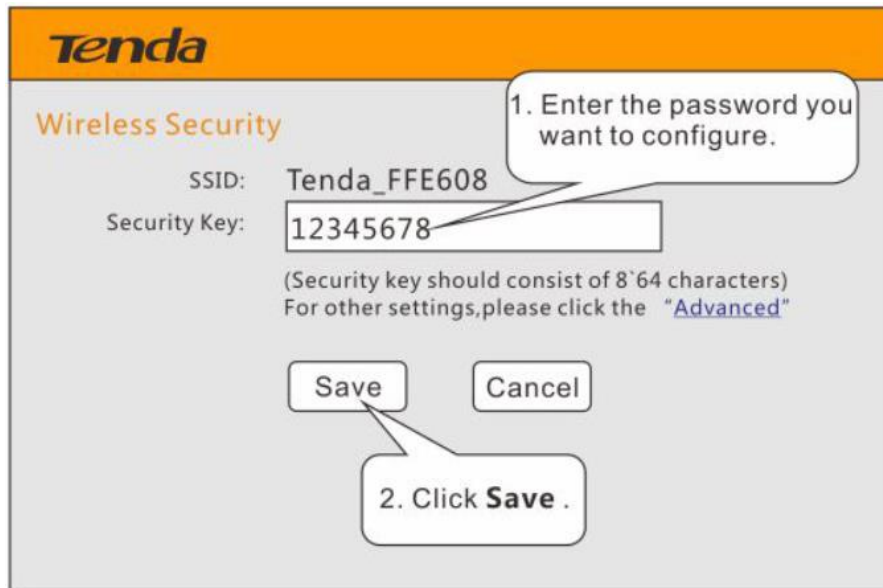 Tenda
1. Enter the password you
want to configure.
Wireless Security
SSID: Tenda_FFE608
Security Key: 12345678
(Security key should consist of 8`64 characters)
For other settings,please click the "Advanced"
Save Cancel
2. Click Save .